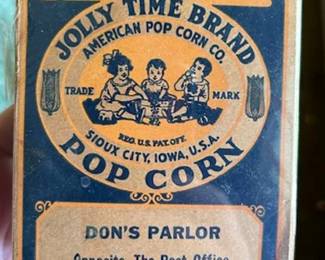 JOLLY TIME BRAND
AMERICAN POP CORN CO.
TRADE MARK
REG. U.S. PAT. OFF.
SIOUX CITY, IOWA, U.S.A.
POP CORN
DON'S PARLOR
Opposite The Post Office